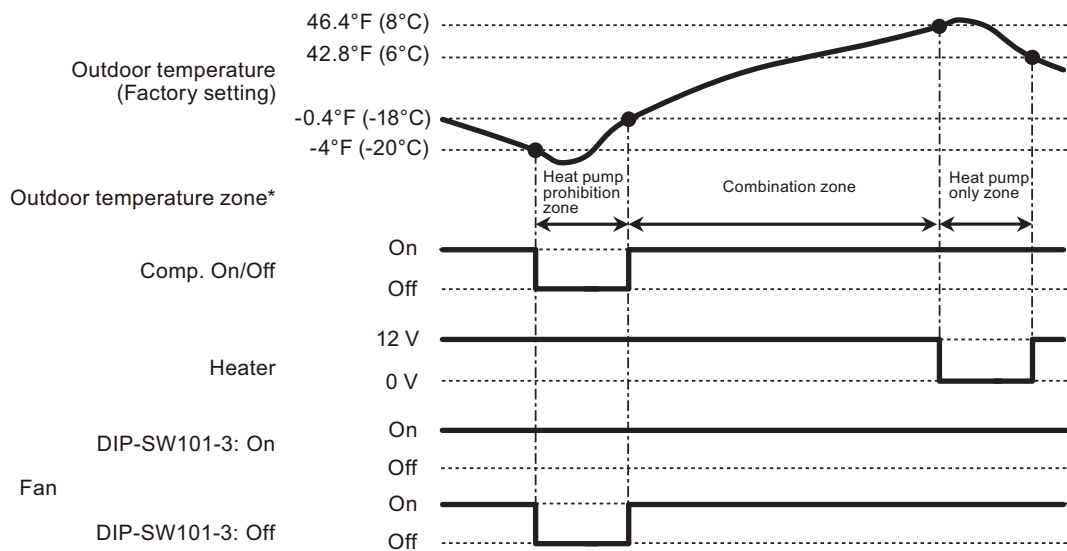 46.4°F (8°C)
42.8°F (6°C)
Outdoor temperature
(Factory setting)
-0.4°F (-18°C)
-4°F (-20°C)
Outdoor temperature zone*
Heat pump
prohibition
zone
Combination zone
Heat pump
only zone
Comp. On/Off
On
Off
Heater
12 V
0 V
Fan
DIP-SW101-3: On
On
Off
DIP-SW101-3: Off
On
Off